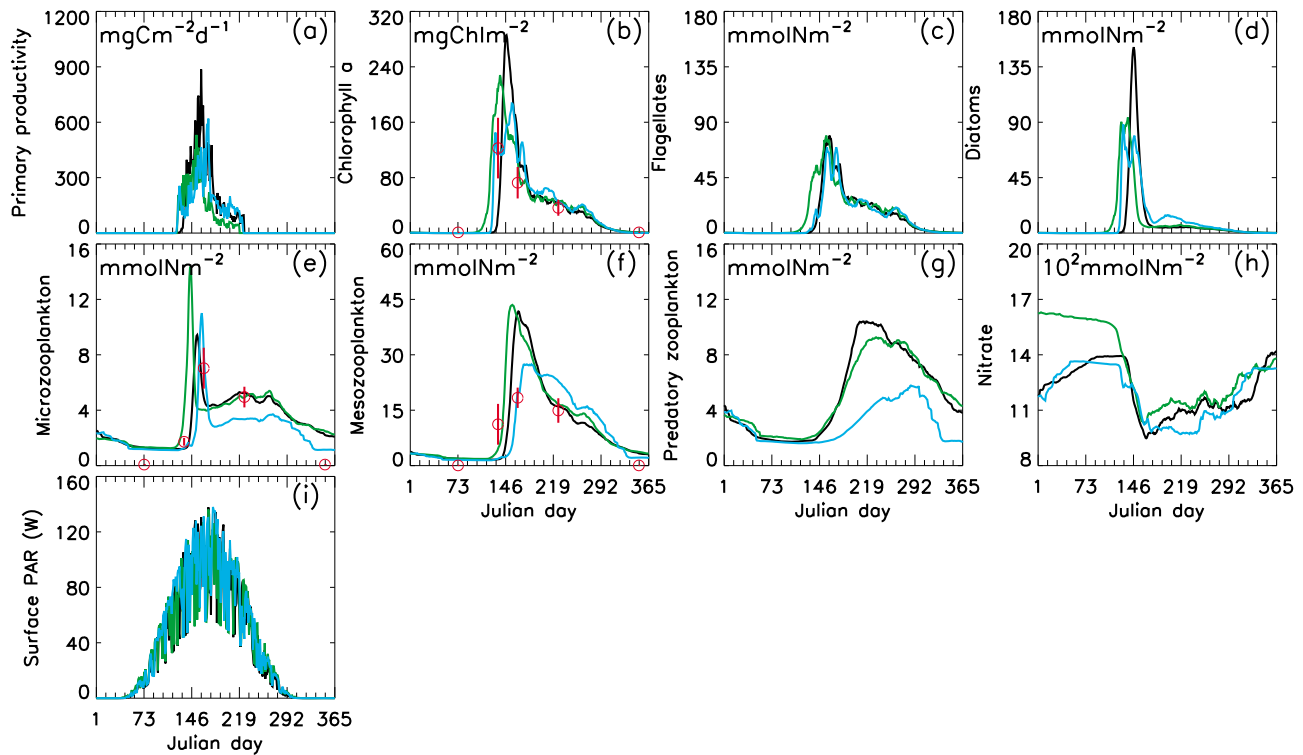 mgCm⁻²d⁻¹ (a)
Primary productivity
1200
900
600
300
0
mgChlm⁻² (b)
Chlorophyll a
320
240
160
80
0
mmolNm⁻² (c)
Flagellates
180
135
90
45
0
mmolNm⁻² (d)
Diatoms
180
135
90
45
0
mmolNm⁻² (e)
Microzooplankton
16
12
8
4
0
mmolNm⁻² (f)
Mesozooplankton
60
45
30
15
0
1 73 146 219 292 365
Julian day
mmolNm⁻² (g)
Predatory zooplankton
16
12
8
4
0
1 73 146 219 292 365
Julian day
10²mmolNm⁻² (h)
Nitrate
20
17
14
11
8
1 73 146 219 292 365
Julian day
(i)
Surface PAR (W)
160
120
80
40
0
1 73 146 219 292 365
Julian day